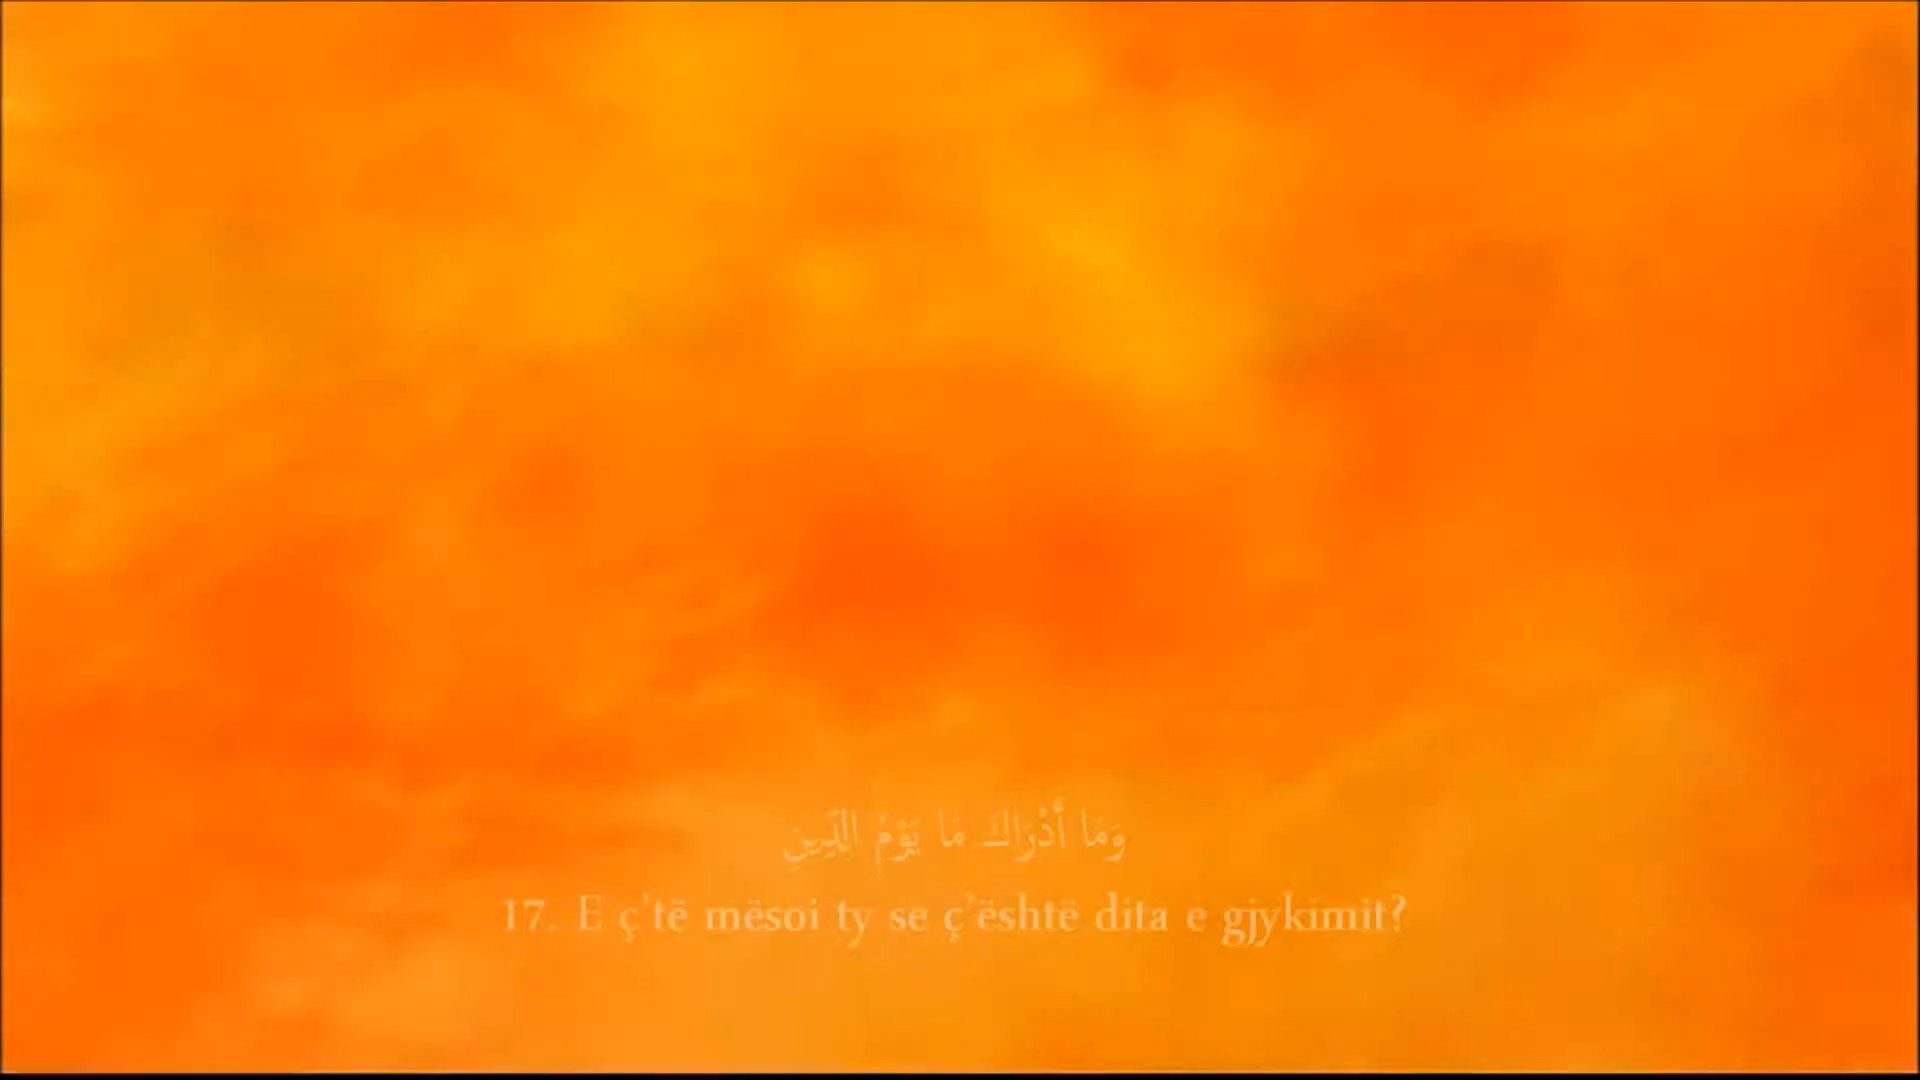 وَمَا أَدْرَاكَ مَا يَوْمُ الدِّينِ
17. E ç’të mësoi ty se ç’është dita e gjykimit?